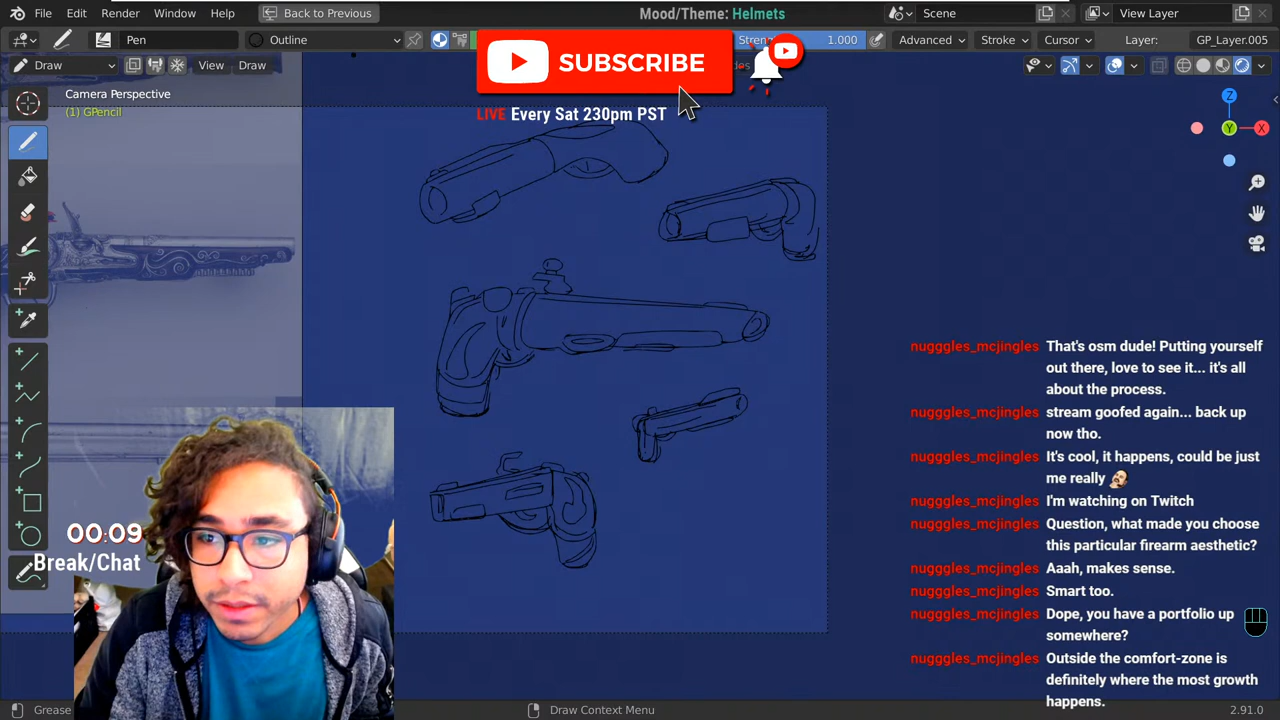 File Edit Render Window Help Back to Previous Mood/Theme: Helmets Scene View Layer
Pen Outline Stren 1.000 Advanced Stroke Cursor Layer: GP_Layer.005
Draw View Draw
SUBSCRIBE
LIVE Every Sat 230pm PST
Camera Perspective
(1) GPencil
Z
Y
X
nugggles_mcjingles That's osm dude! Putting yourself
out there, love to see it... it's all
about the process.
nugggles_mcjingles stream goofed again... back up
now tho.
nugggles_mcjingles It's cool, it happens, could be just
me really
nugggles_mcjingles I'm watching on Twitch
nugggles_mcjingles Question, what made you choose
this particular firearm aesthetic?
nugggles_mcjingles Aaah, makes sense.
nugggles_mcjingles Smart too.
nugggles_mcjingles Dope, you have a portfolio up
somewhere?
nugggles_mcjingles Outside the comfort-zone is
definitely where the most growth
happens.
00:09
Break/Chat
Grease Draw Context Menu 2.91.0